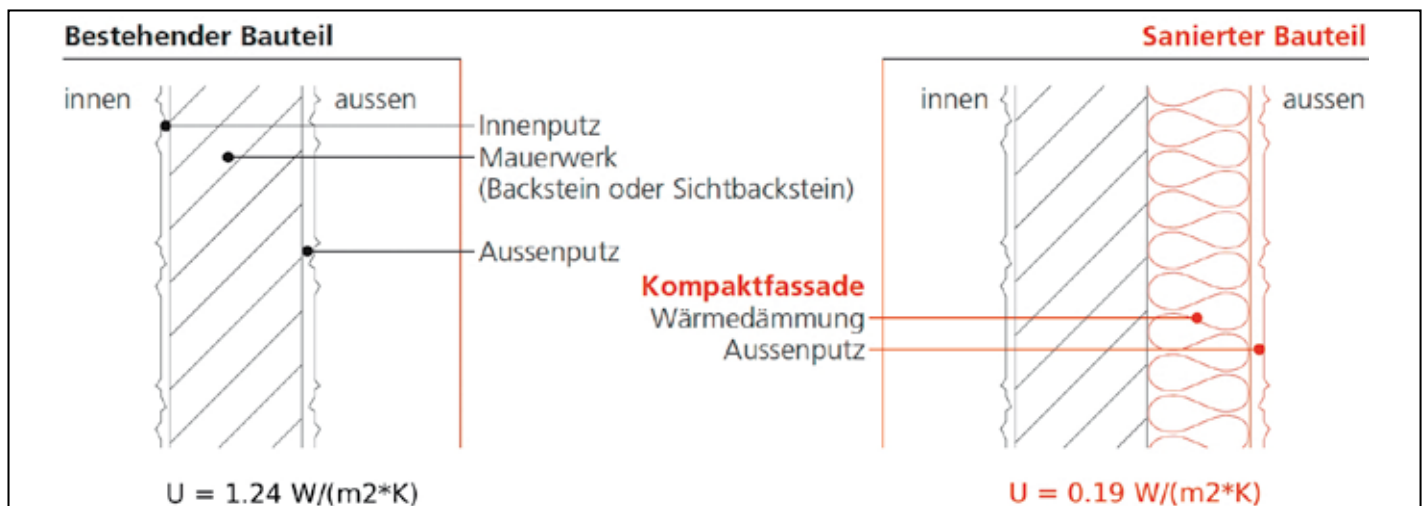 Bestehender Bauteil
Sanierter Bauteil
innen
aussen
innen
aussen
Innenputz
Mauerwerk
(Backstein oder Sichtbackstein)
Aussenputz
Kompaktfassade
Wärmedämmung
Aussenputz
U = 1.24 W/(m2*K)
U = 0.19 W/(m2*K)